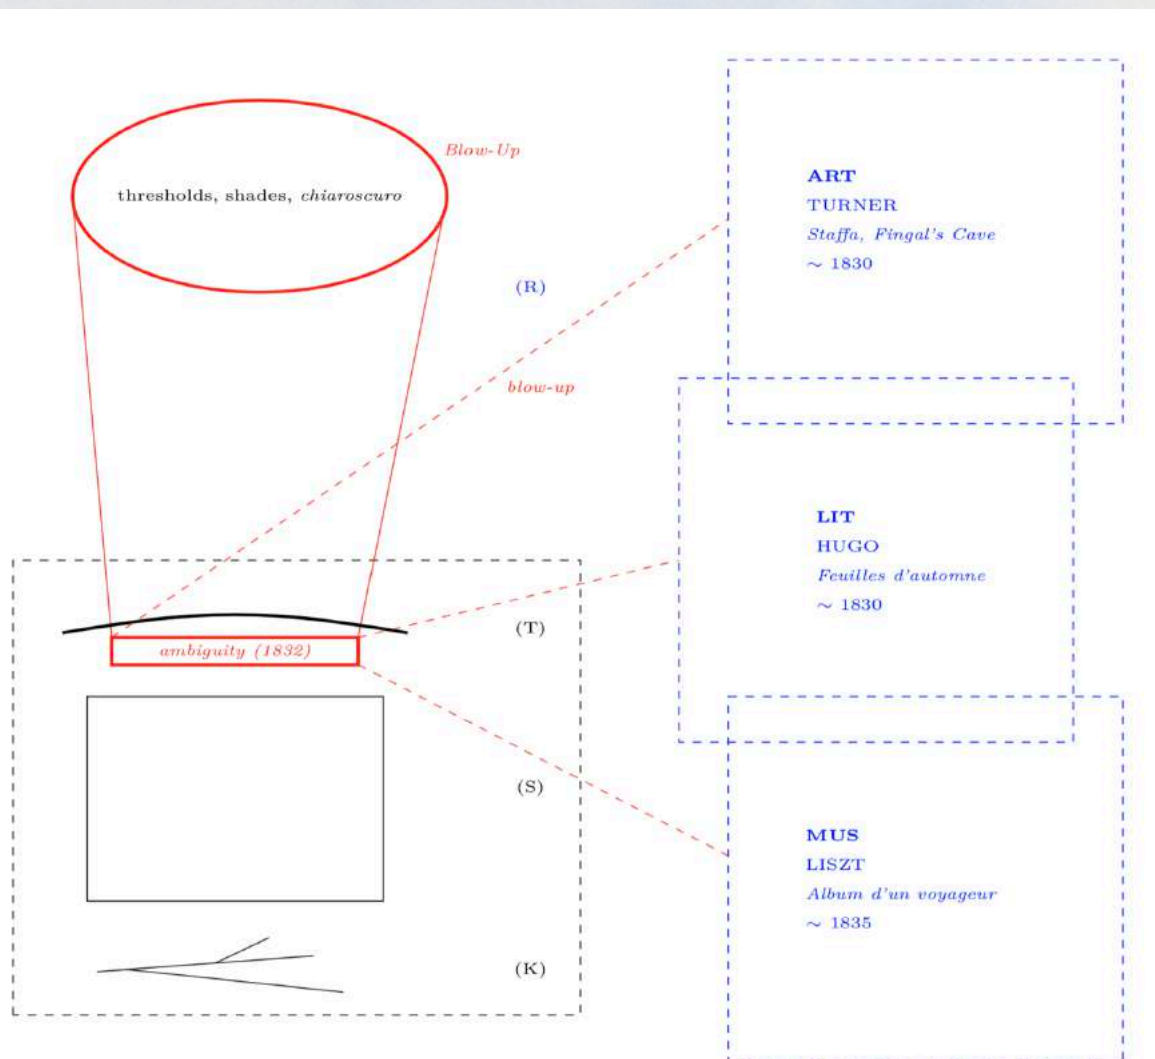 Blow-Up
thresholds, shades, chiaroscuro
(R)
blow-up
(T)
ambiguity (1832)
(S)
(K)
ART
TURNER
Staffa, Fingal's Cave
~ 1830
LIT
HUGO
Feuilles d'automne
~ 1830
MUS
LISZT
Album d'un voyageur
~ 1835